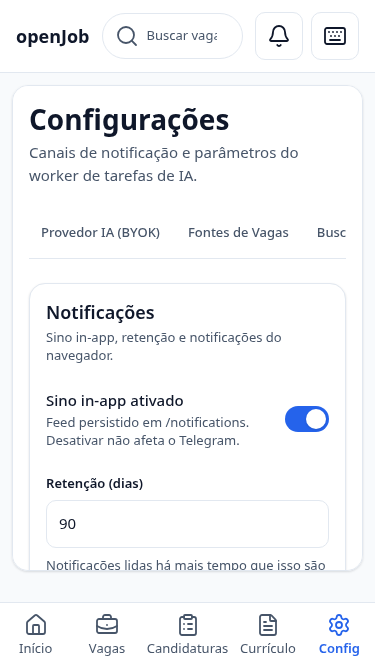 openJob
Buscar vaga
Configurações
Canais de notificação e parâmetros do
worker de tarefas de IA.
Provedor IA (BYOK) Fontes de Vagas Busc
Notificações
Sino in-app, retenção e notificações do
navegador.
Sino in-app ativado
Feed persistido em /notifications.
Desativar não afeta o Telegram.
Retenção (dias)
90
Notificações lidas há mais tempo que isso são
Início Vagas Candidaturas Currículo Config